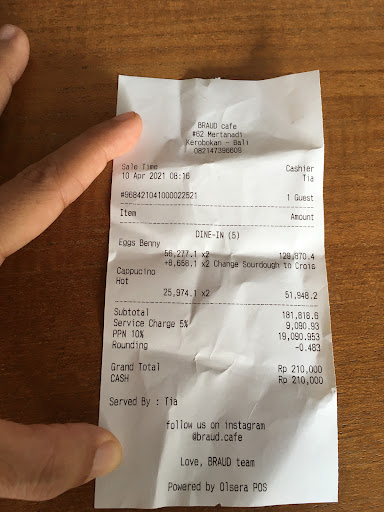 BRAUD cafe
#62 Mertanadi
Kerobokan - Bali
082147396609
Sale Time Cashier
10 Apr 2021 08:16 Tia
#968421041000022521 1 Guest
Item Amount
DINE-IN (5)
Eggs Benny
56,277.1 x2 129,870.4
+8,658.1 x2 Change Sourdough to Crois
Cappucino
Hot
25,974.1 x2 51,948.2
Subtotal 181,818.6
Service Charge 5% 9,090.93
PPN 10% 19,090.953
Rounding -0.483
Grand Total Rp 210,000
CASH Rp 210,000
Served By : Tia
follow us on instagram
@braud.cafe
Love, BRAUD team
Powered by Olsera POS